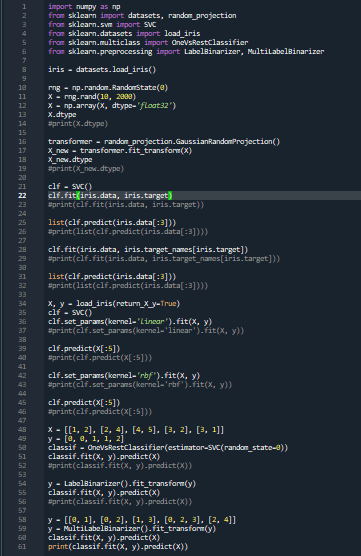 1 import numpy as np
2 from sklearn import datasets, random_projection
3 from sklearn.svm import SVC
4 from sklearn.datasets import load_iris
5 from sklearn.multiclass import OneVsRestClassifier
6 from sklearn.preprocessing import LabelBinarizer, MultiLabelBinarizer
7
8 iris = datasets.load_iris()
9
10 rng = np.random.RandomState(0)
11 X = rng.rand(10, 2000)
12 X = np.array(X, dtype='float32')
13 X.dtype
14 #print(X.dtype)
15
16 transformer = random_projection.GaussianRandomProjection()
17 X_new = transformer.fit_transform(X)
18 X_new.dtype
19 #print(X_new.dtype)
20
21 clf = SVC()
22 clf.fit(iris.data, iris.target)
23 #print(clf.fit(iris.data, iris.target))
24
25 list(clf.predict(iris.data[:3]))
26 #print(list(clf.predict(iris.data[:3])))
27
28 clf.fit(iris.data, iris.target_names[iris.target])
29 #print(clf.fit(iris.data, iris.target_names[iris.target]))
30
31 list(clf.predict(iris.data[:3]))
32 #print(list(clf.predict(iris.data[:3])))
33
34 X, y = load_iris(return_X_y=True)
35 clf = SVC()
36 clf.set_params(kernel='linear').fit(X, y)
37 #print(clf.set_params(kernel='linear').fit(X, y))
38
39 clf.predict(X[:5])
40 #print(clf.predict(X[:5]))
41
42 clf.set_params(kernel='rbf').fit(X, y)
43 #print(clf.set_params(kernel='rbf').fit(X, y))
44
45 clf.predict(X[:5])
46 #print(clf.predict(X[:5]))
47
48 X = [[1, 2], [2, 4], [4, 5], [3, 2], [3, 1]]
49 y = [0, 0, 1, 1, 2]
50 classif = OneVsRestClassifier(estimator=SVC(random_state=0))
51 classif.fit(X, y).predict(X)
52 #print(classif.fit(X, y).predict(X))
53
54 y = LabelBinarizer().fit_transform(y)
55 classif.fit(X, y).predict(X)
56 #print(classif.fit(X, y).predict(X))
57
58 y = [[0, 1], [0, 2], [1, 3], [0, 2, 3], [2, 4]]
59 y = MultiLabelBinarizer().fit_transform(y)
60 classif.fit(X, y).predict(X)
61 print(classif.fit(X, y).predict(X))